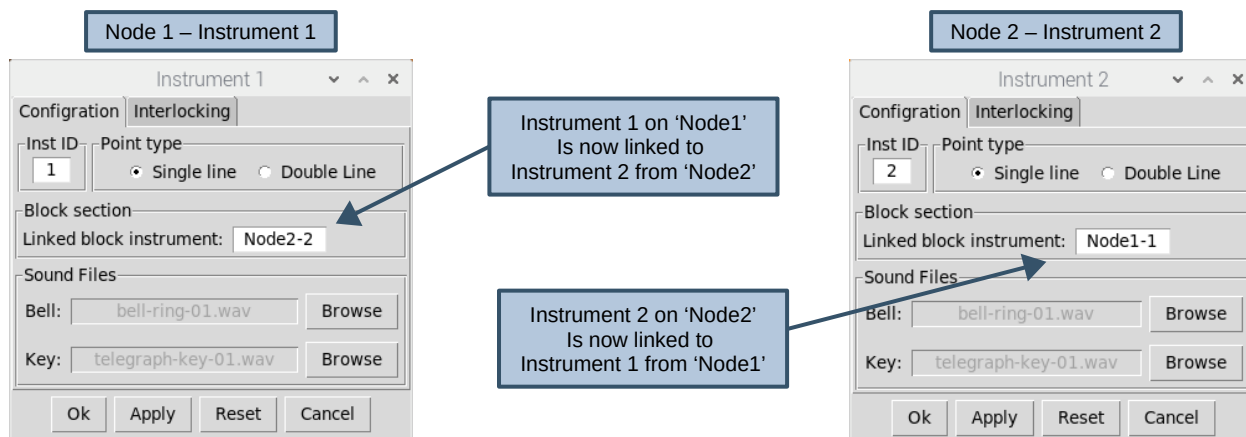 Node 1 – Instrument 1
Instrument 1
Configration Interlocking
Inst ID Point type
1 Single line Double Line
Block section
Linked block instrument: Node2-2
Sound Files
Bell: bell-ring-01.wav Browse
Key: telegraph-key-01.wav Browse
Ok Apply Reset Cancel
Instrument 1 on ‘Node1’
Is now linked to
Instrument 2 from ‘Node2’
Instrument 2 on ‘Node2’
Is now linked to
Instrument 1 from ‘Node1’
Node 2 – Instrument 2
Instrument 2
Configration Interlocking
Inst ID Point type
2 Single line Double Line
Block section
Linked block instrument: Node1-1
Sound Files
Bell: bell-ring-01.wav Browse
Key: telegraph-key-01.wav Browse
Ok Apply Reset Cancel